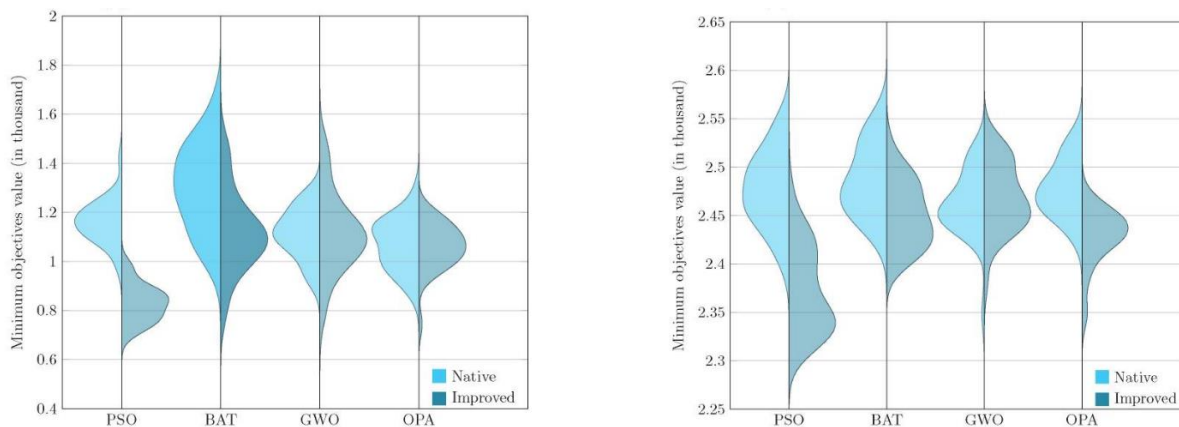 Minimum objectives value (in thousand)
2
1.8
1.6
1.4
1.2
1
0.8
0.6
0.4
PSO BAT GWO OPA
Native
Improved
Minimum objectives value (in thousand)
2.65
2.6
2.55
2.5
2.45
2.4
2.35
2.3
2.25
PSO BAT GWO OPA
Native
Improved